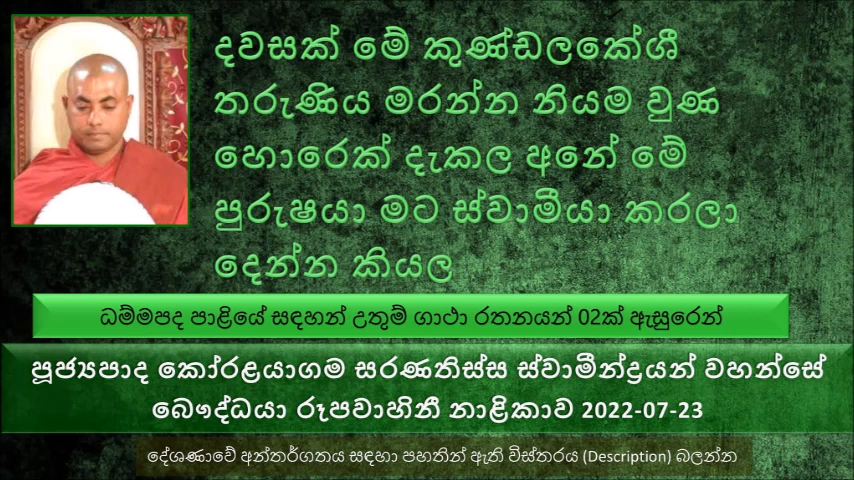 දවසක් මේ කුණ්ඩලකේශී
තරුණිය මරන්න නියම වුණ
හොරෙක් දැකල අනේ මේ
පුරුෂයා මට ස්වාමීයා කරලා
දෙන්න කියල
ධම්මපද පාළියේ සඳහන් උතුම් ගාථා රතනයන් 02ක් ඇසුරෙන්
පූජ්‍යපාද කෝරළයාගම සරණතිස්ස ස්වාමීන්ද්‍රයන් වහන්සේ
බෞද්ධයා රූපවාහිනී නාළිකාව 2022-07-23
දේශණාවේ අන්තර්ගතය සඳහා පහතින් ඇති විස්තරය (Description) බලන්න